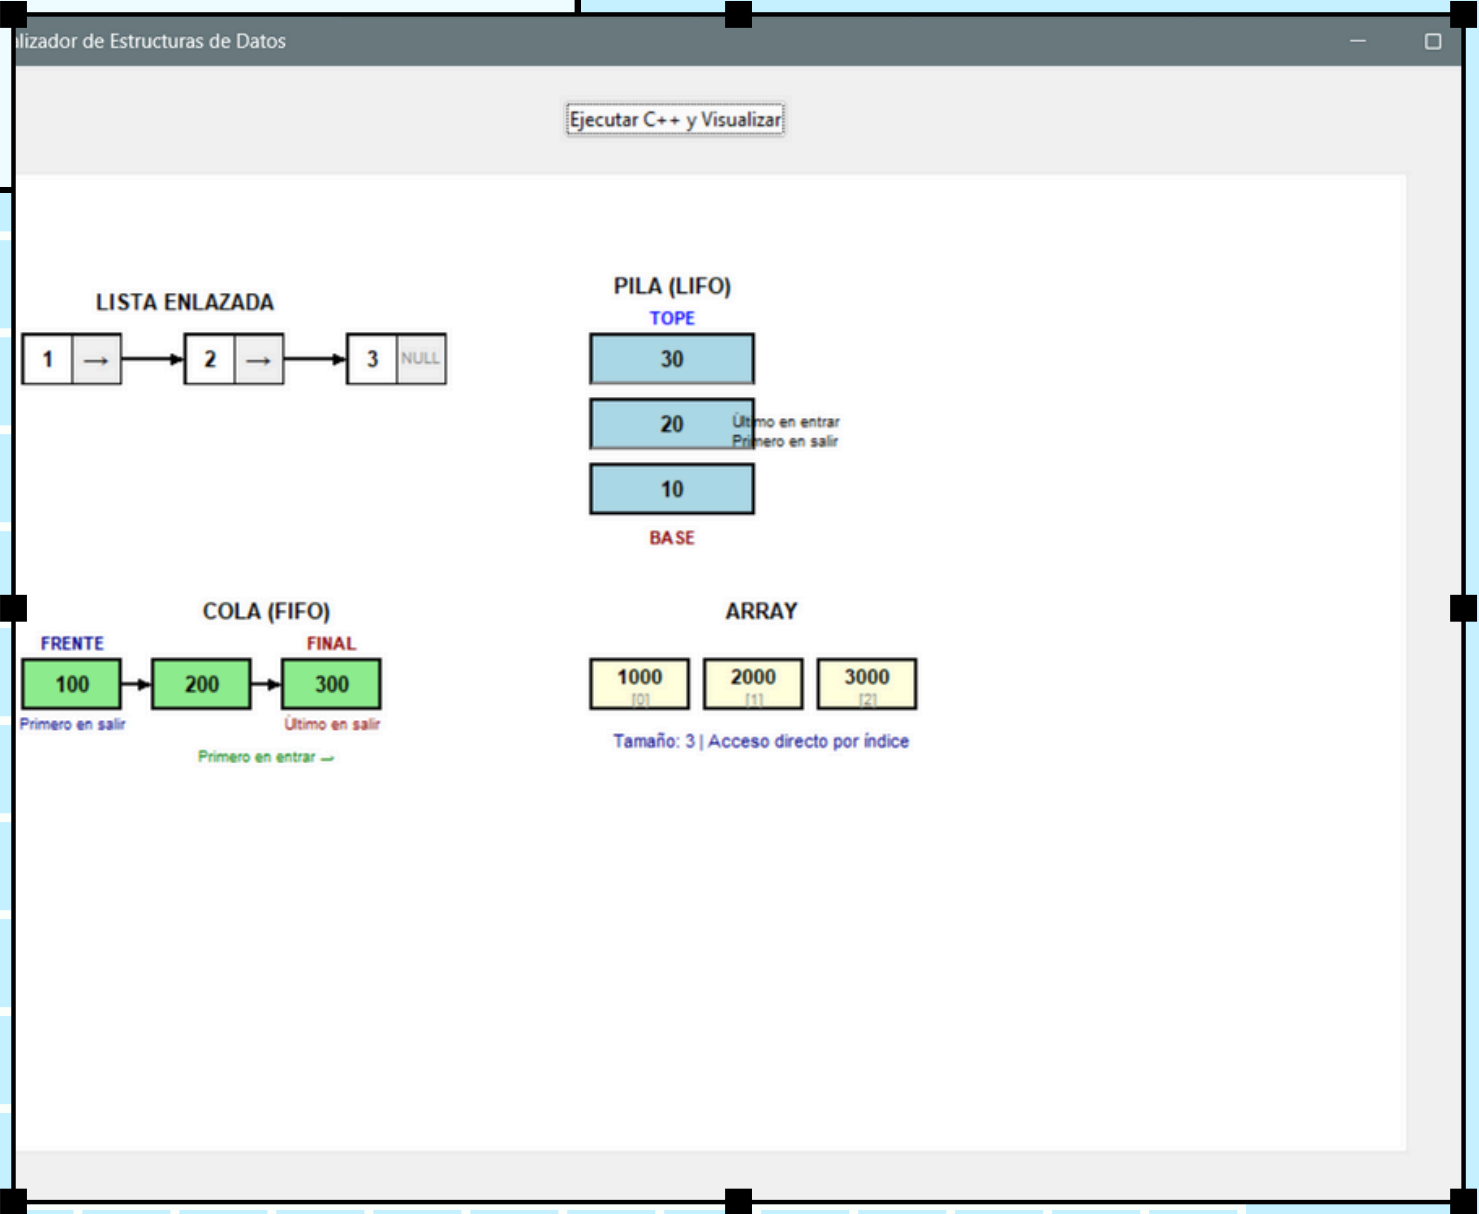 lizador de Estructuras de Datos
Ejecutar C++ y Visualizar
LISTA ENLAZADA
1 → 2 → 3 NULL
PILA (LIFO)
TOPE
30
20
Último en entrar
Primero en salir
10
BASE
COLA (FIFO)
FRENTE FINAL
100 200 300
Primero en salir Último en salir
Primero en entrar →
ARRAY
1000 2000 3000
[0] [1] [2]
Tamaño: 3 | Acceso directo por índice